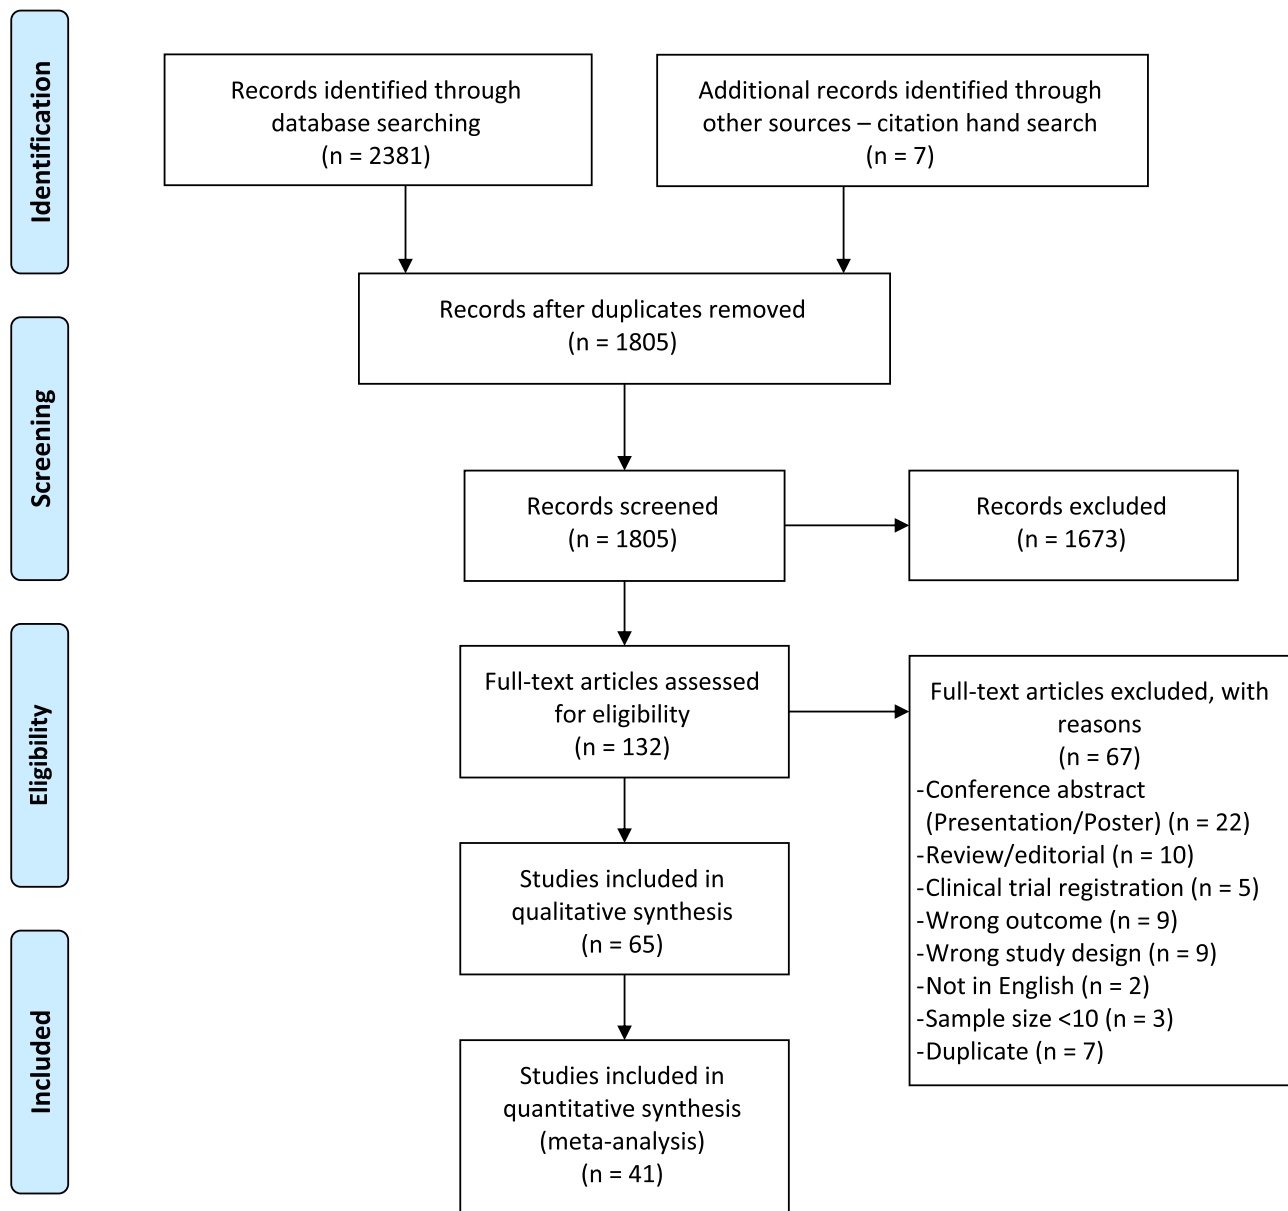 Identification
Records identified through
database searching
(n = 2381)
Additional records identified through
other sources – citation hand search
(n = 7)
Records after duplicates removed
(n = 1805)
Screening
Records screened
(n = 1805)
Records excluded
(n = 1673)
Eligibility
Full-text articles assessed
for eligibility
(n = 132)
Full-text articles excluded, with
reasons
(n = 67)
-Conference abstract
(Presentation/Poster) (n = 22)
-Review/editorial (n = 10)
-Clinical trial registration (n = 5)
-Wrong outcome (n = 9)
-Wrong study design (n = 9)
-Not in English (n = 2)
-Sample size <10 (n = 3)
-Duplicate (n = 7)
Studies included in
qualitative synthesis
(n = 65)
Included
Studies included in
quantitative synthesis
(meta-analysis)
(n = 41)